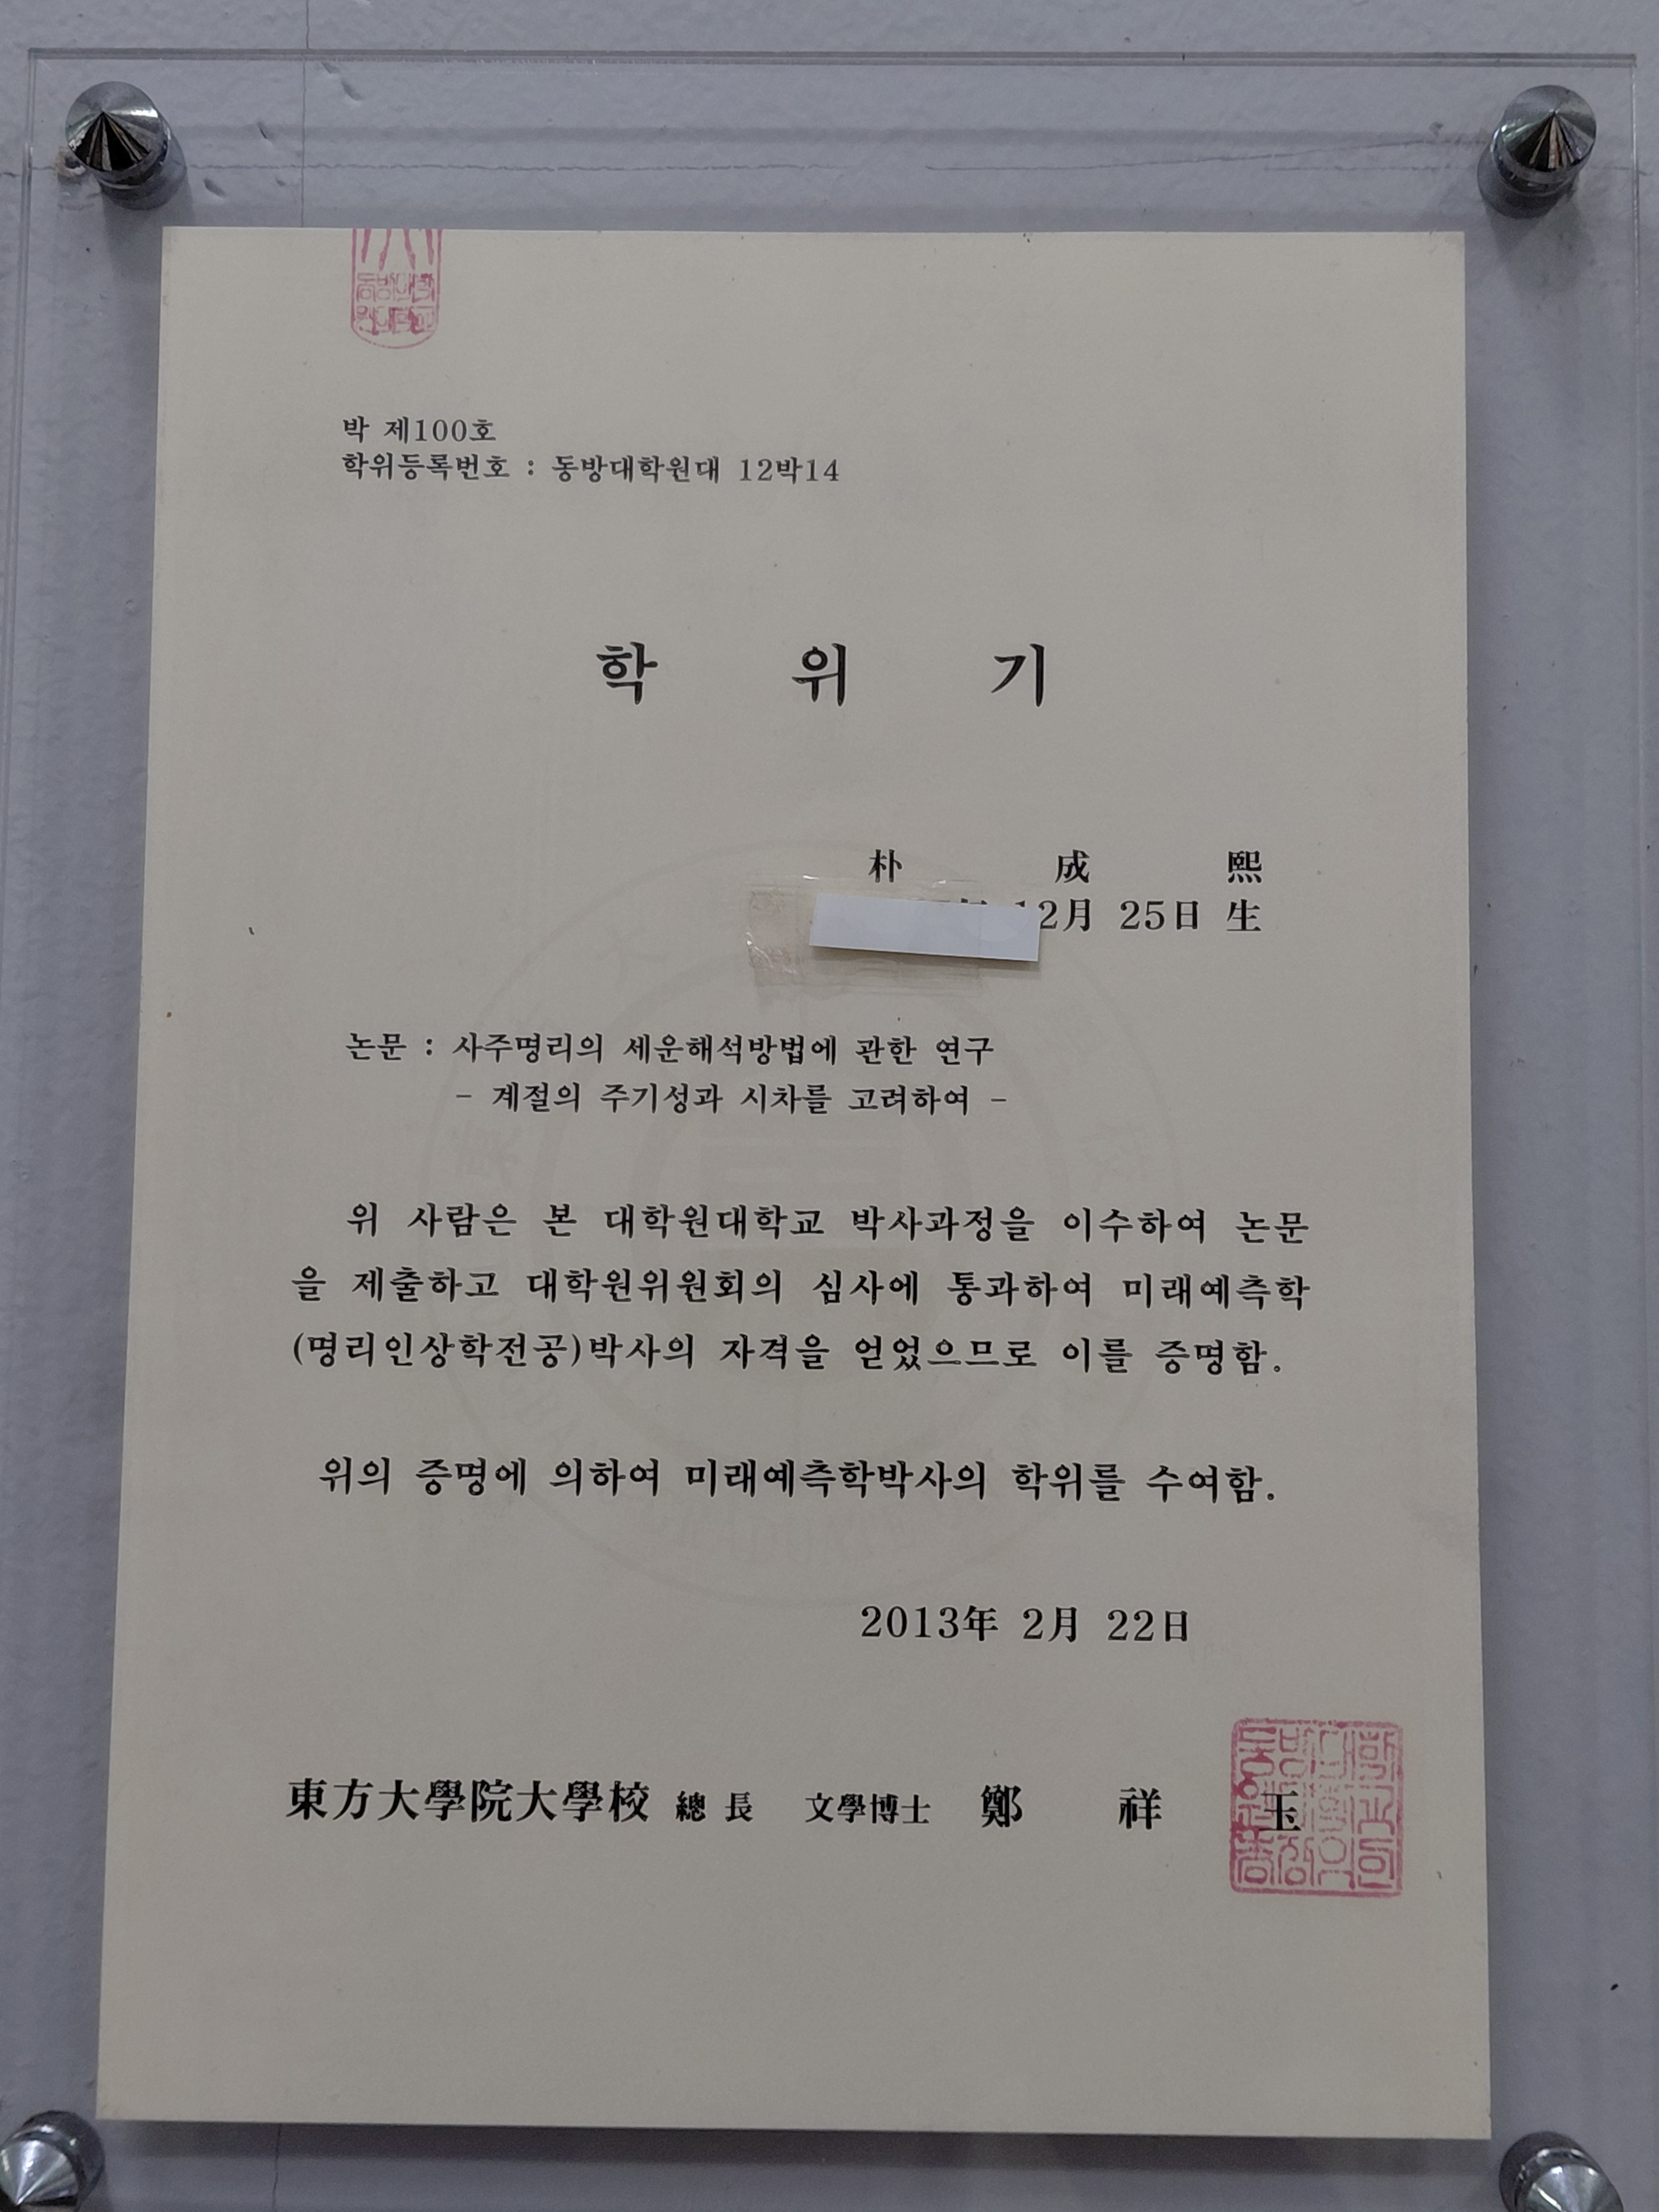 동방대학
원대학교
박 제100호
학위등록번호 : 동방대학원대 12박14
학 위 기
朴 成 熙
12月 25日 生
논문 : 사주명리의 세운해석방법에 관한 연구
- 계절의 주기성과 시차를 고려하여 -
위 사람은 본 대학원대학교 박사과정을 이수하여 논문
을 제출하고 대학원위원회의 심사에 통과하여 미래예측학
(명리인상학전공)박사의 자격을 얻었으므로 이를 증명함.
위의 증명에 의하여 미래예측학박사의 학위를 수여함.
2013年 2月 22日
東方大學院大學校 總 長 文學博士 鄭 祥 玉